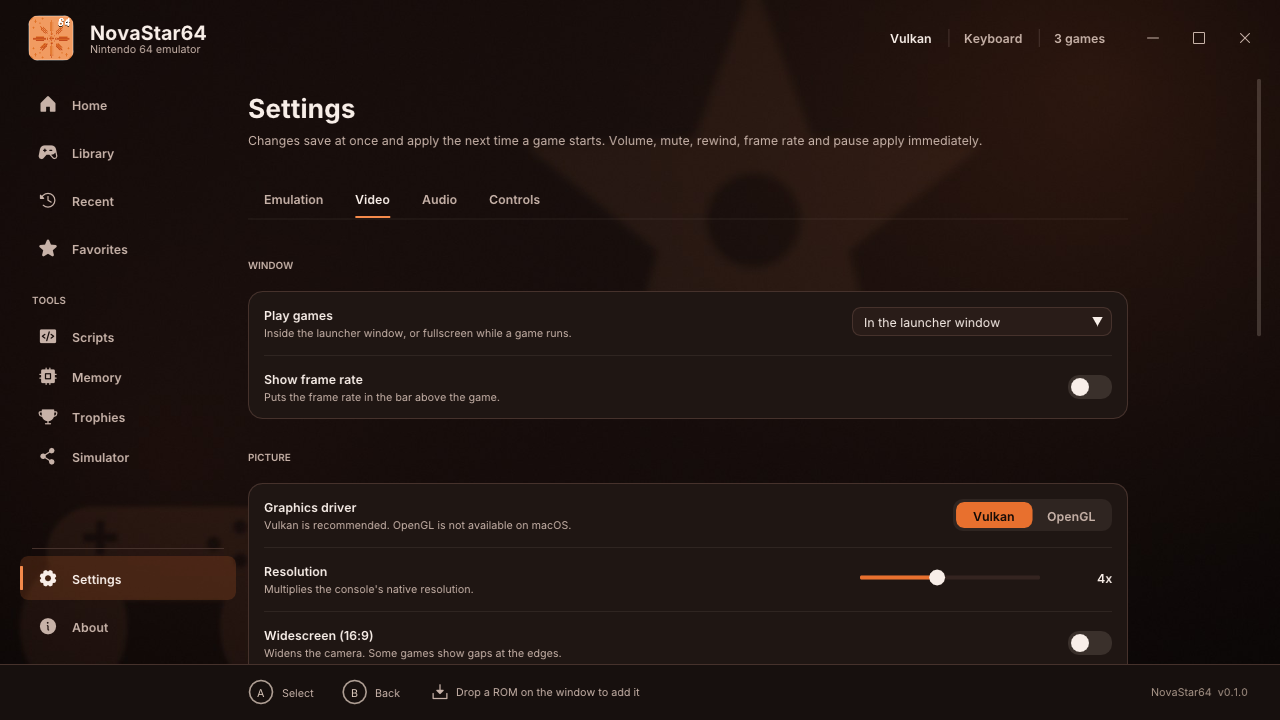 64
NovaStar64
Nintendo 64 emulator
Vulkan
Keyboard
3 games
Home
Library
Recent
Favorites
TOOLS
Scripts
Memory
Trophies
Simulator
Settings
About
Settings
Changes save at once and apply the next time a game starts. Volume, mute, rewind, frame rate and pause apply immediately.
Emulation
Video
Audio
Controls
WINDOW
Play games
Inside the launcher window, or fullscreen while a game runs.
In the launcher window
Show frame rate
Puts the frame rate in the bar above the game.
PICTURE
Graphics driver
Vulkan is recommended. OpenGL is not available on macOS.
Vulkan
OpenGL
Resolution
Multiplies the console's native resolution.
4x
Widescreen (16:9)
Widens the camera. Some games show gaps at the edges.
A Select
B Back
Drop a ROM on the window to add it
NovaStar64 v0.1.0